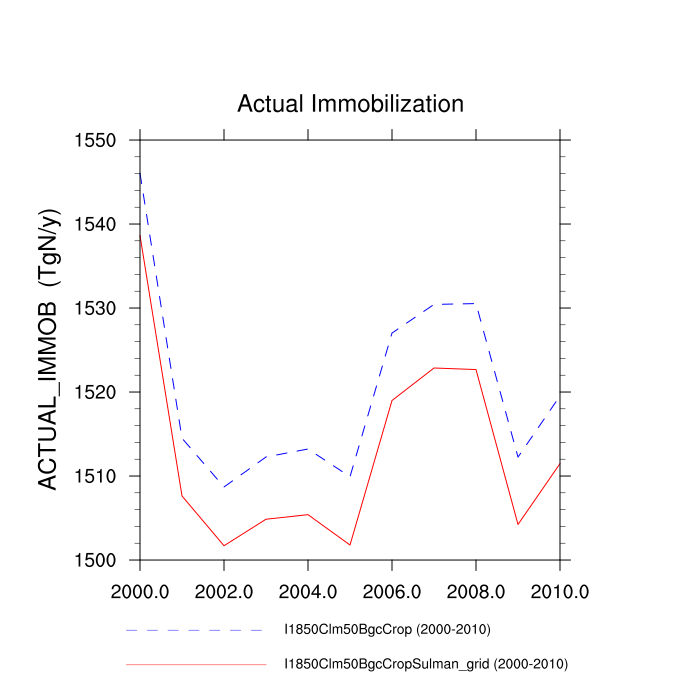 Actual Immobilization
ACTUAL_IMMOB (TgN/y)
1550
1540
1530
1520
1510
1500
2000.0 2002.0 2004.0 2006.0 2008.0 2010.0
I1850Clm50BgcCrop (2000-2010)
I1850Clm50BgcCropSulman_grid (2000-2010)